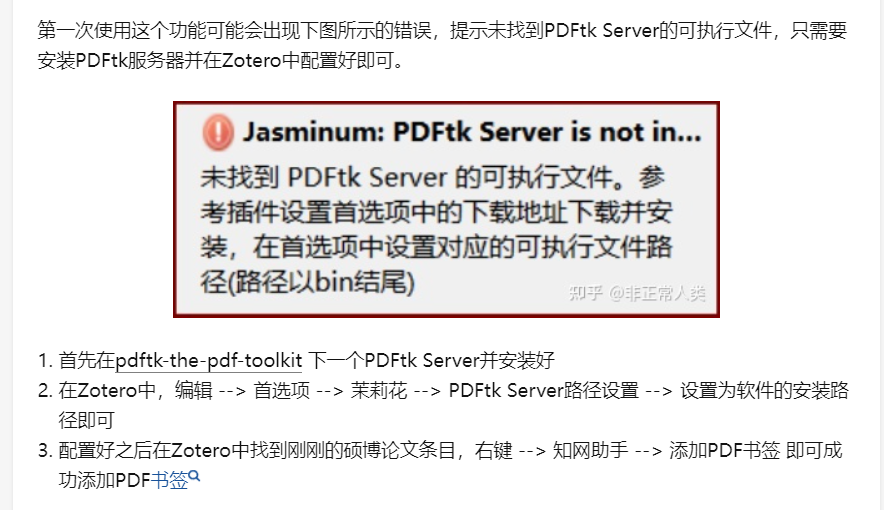 第一次使用这个功能可能会出现下图所示的错误，提示未找到PDFtk Server的可执行文件，只需要
安装PDFtk服务器并在Zotero中配置好即可。
Jasminum: PDFtk Server is not in...
未找到 PDFtk Server 的可执行文件。参
考插件设置首选项中的下载地址下载并安
装，在首选项中设置对应的可执行文件路
径(路径以bin结尾)
知乎 @非正常人类
1. 首先在pdftk-the-pdf-toolkit 下一个PDFtk Server并安装好
2. 在Zotero中，编辑 --> 首选项 --> 茉莉花 --> PDFtk Server路径设置 --> 设置为软件的安装路
径即可
3. 配置好之后在Zotero中找到刚刚的硕博论文条目，右键 --> 知网助手 --> 添加PDF书签 即可成
功添加PDF书签